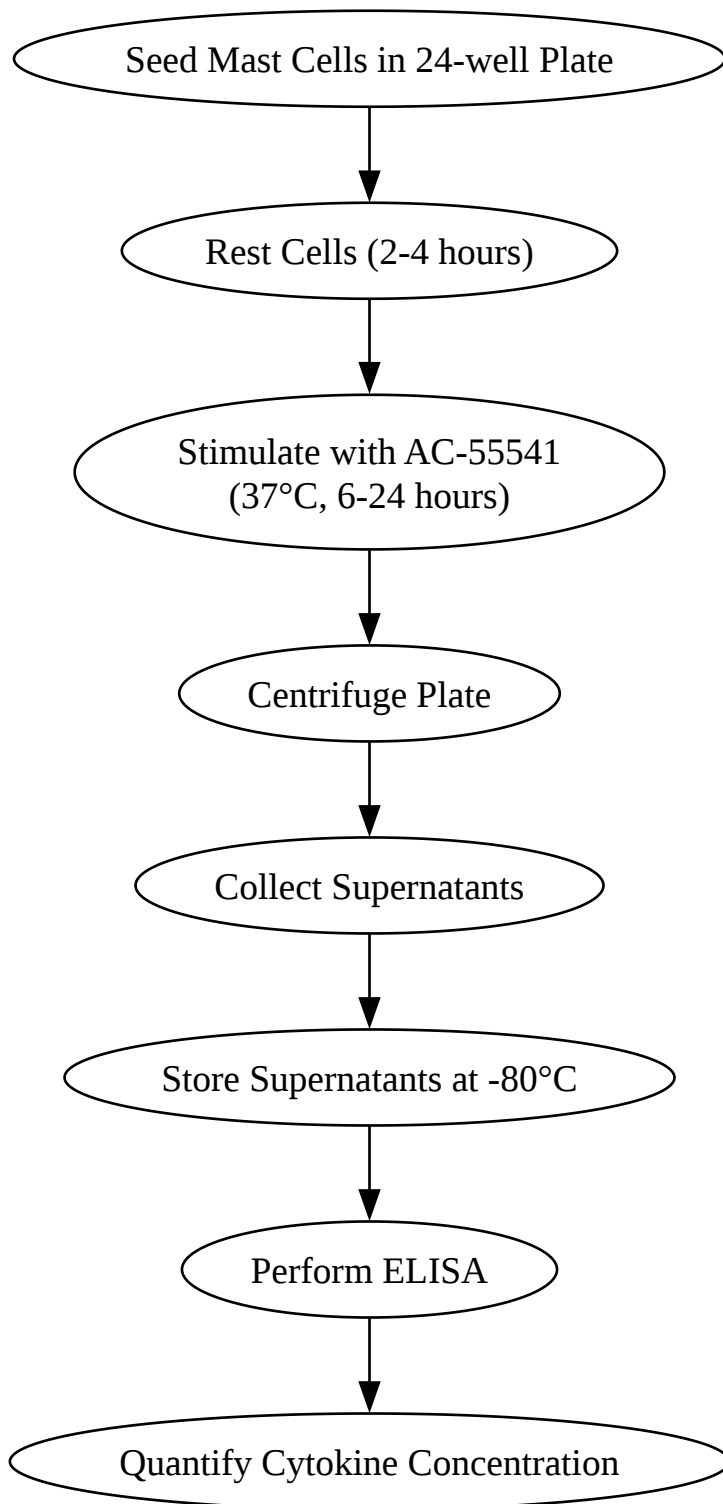 Seed Mast Cells in 24-well Plate
Rest Cells (2-4 hours)
Stimulate with AC-55541
(37°C, 6-24 hours)
Centrifuge Plate
Collect Supernatants
Store Supernatants at -80°C
Perform ELISA
Quantify Cytokine Concentration